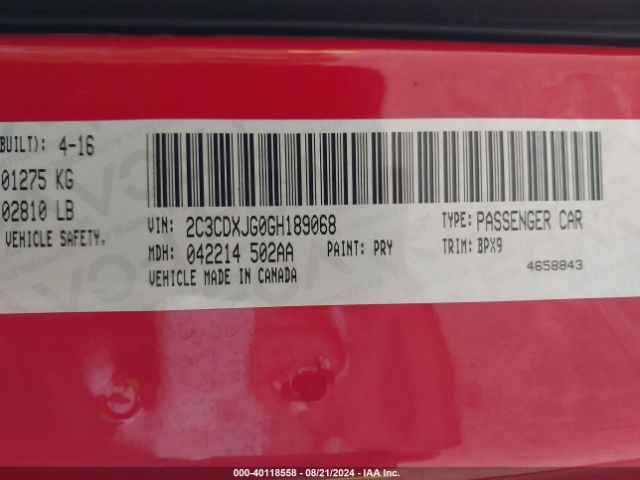 BUILT): 4-16
01275 KG
02810 LB
VEHICLE SAFETY.
VIN: 2C3CDXJG0GH189068
TYPE: PASSENGER CAR
MDH: 042214 502AA
PAINT: PRY
TRIM: BPX9
VEHICLE MADE IN CANADA
4658843
000-40118558 - 08/21/2024 - IAA Inc.